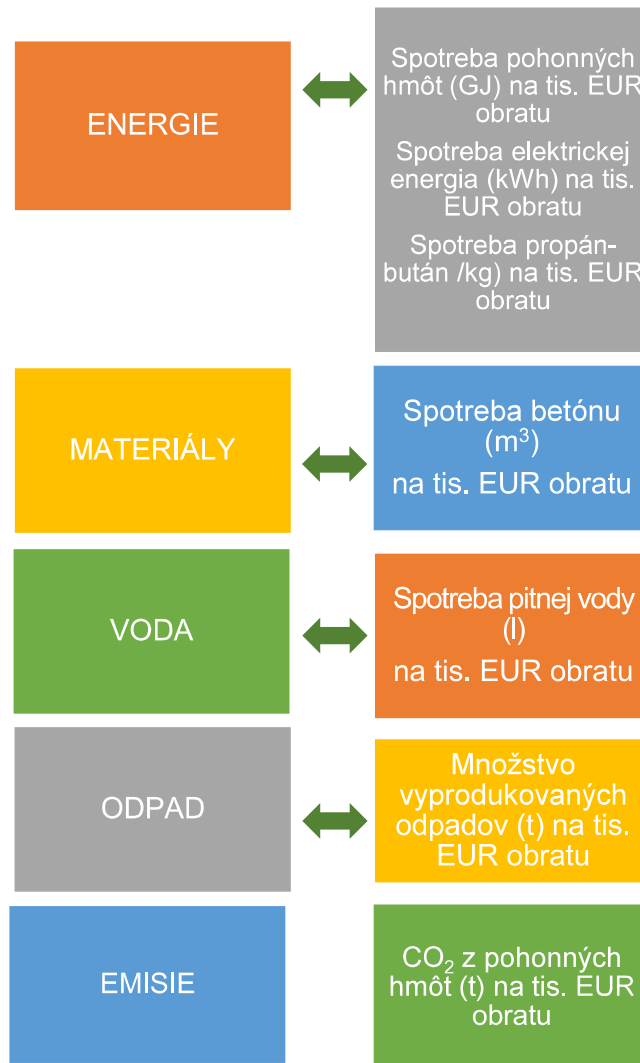 ENERGIE
Spotreba pohonných
hmôt (GJ) na tis. EUR
obratu
Spotreba elektrickej
energia (kWh) na tis.
EUR obratu
Spotreba propán-
bután /kg) na tis. EUR
obratu
MATERIÁLY
Spotreba betónu
(m³)
na tis. EUR obratu
VODA
Spotreba pitnej vody
(l)
na tis. EUR obratu
ODPAD
Množstvo
vyprodukovaných
odpadov (t) na tis.
EUR obratu
EMISIE
CO₂ z pohonných
hmôt (t) na tis. EUR
obratu